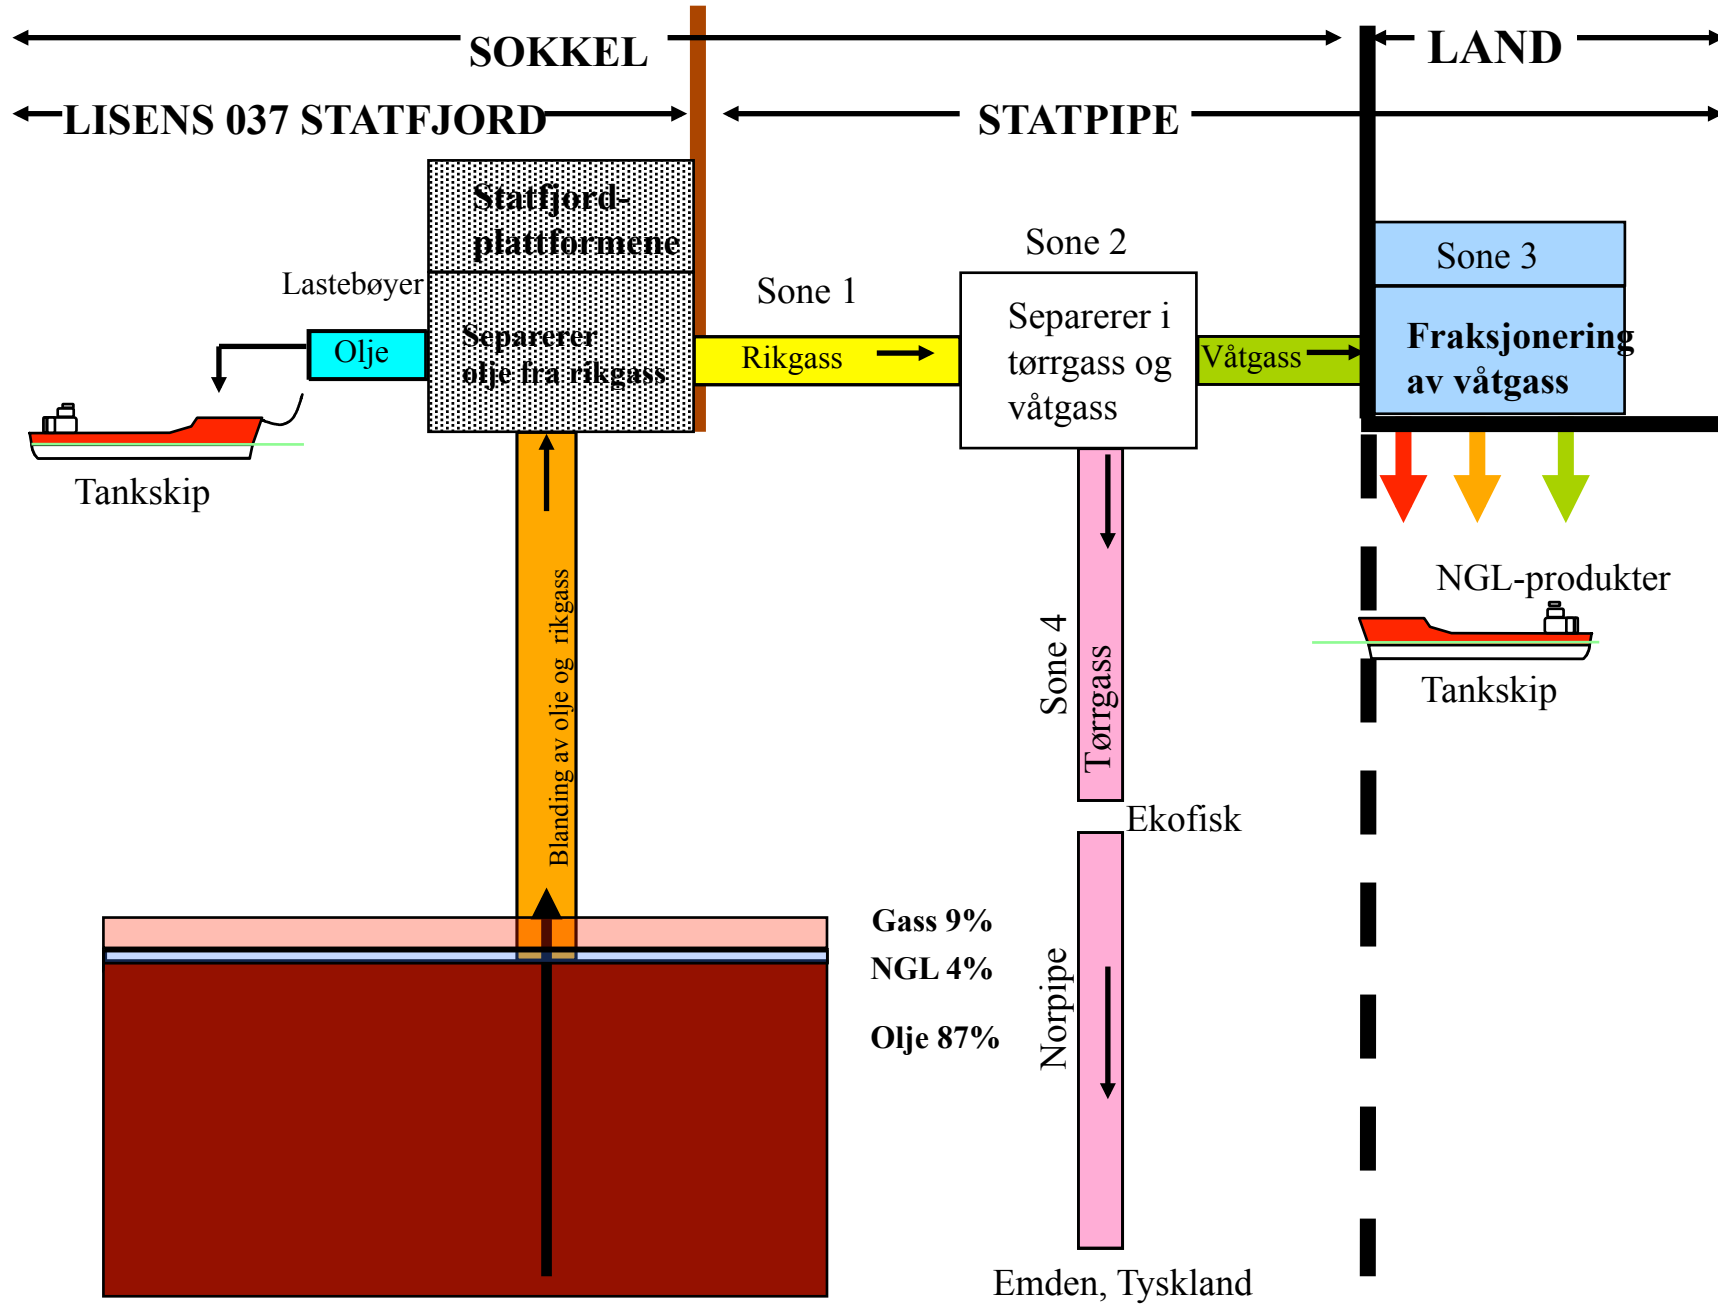 SOKKEL
LAND
LISENS 037 STATFJORD
STATPIPE
Statfjord-
plattformene
Separerer
olje fra rikgass
Lastebøyer
Olje
Tankskip
Sone 1
Rikgass
Sone 2
Separerer i
tørrgass og
våtgass
Våtgass
Sone 3
Fraksjonering
av våtgass
NGL-produkter
Tankskip
Blanding av olje og rikgass
Sone 4
Tørrgass
Ekofisk
Norpipe
Gass 9%
NGL 4%
Olje 87%
Emden, Tyskland